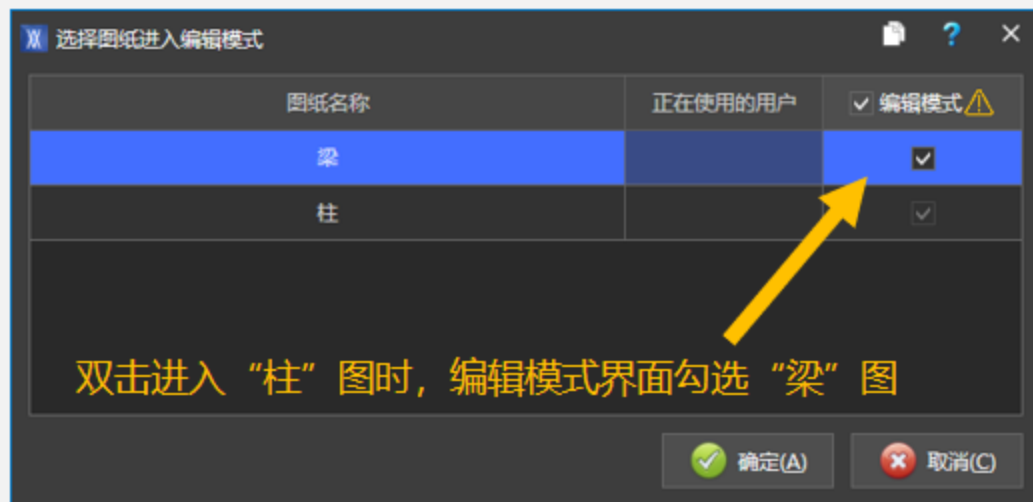 选择图纸进入编辑模式
图纸名称 正在使用的用户 编辑模式
梁
柱
双击进入“柱”图时，编辑模式界面勾选“梁”图
确定(A) 取消(C)